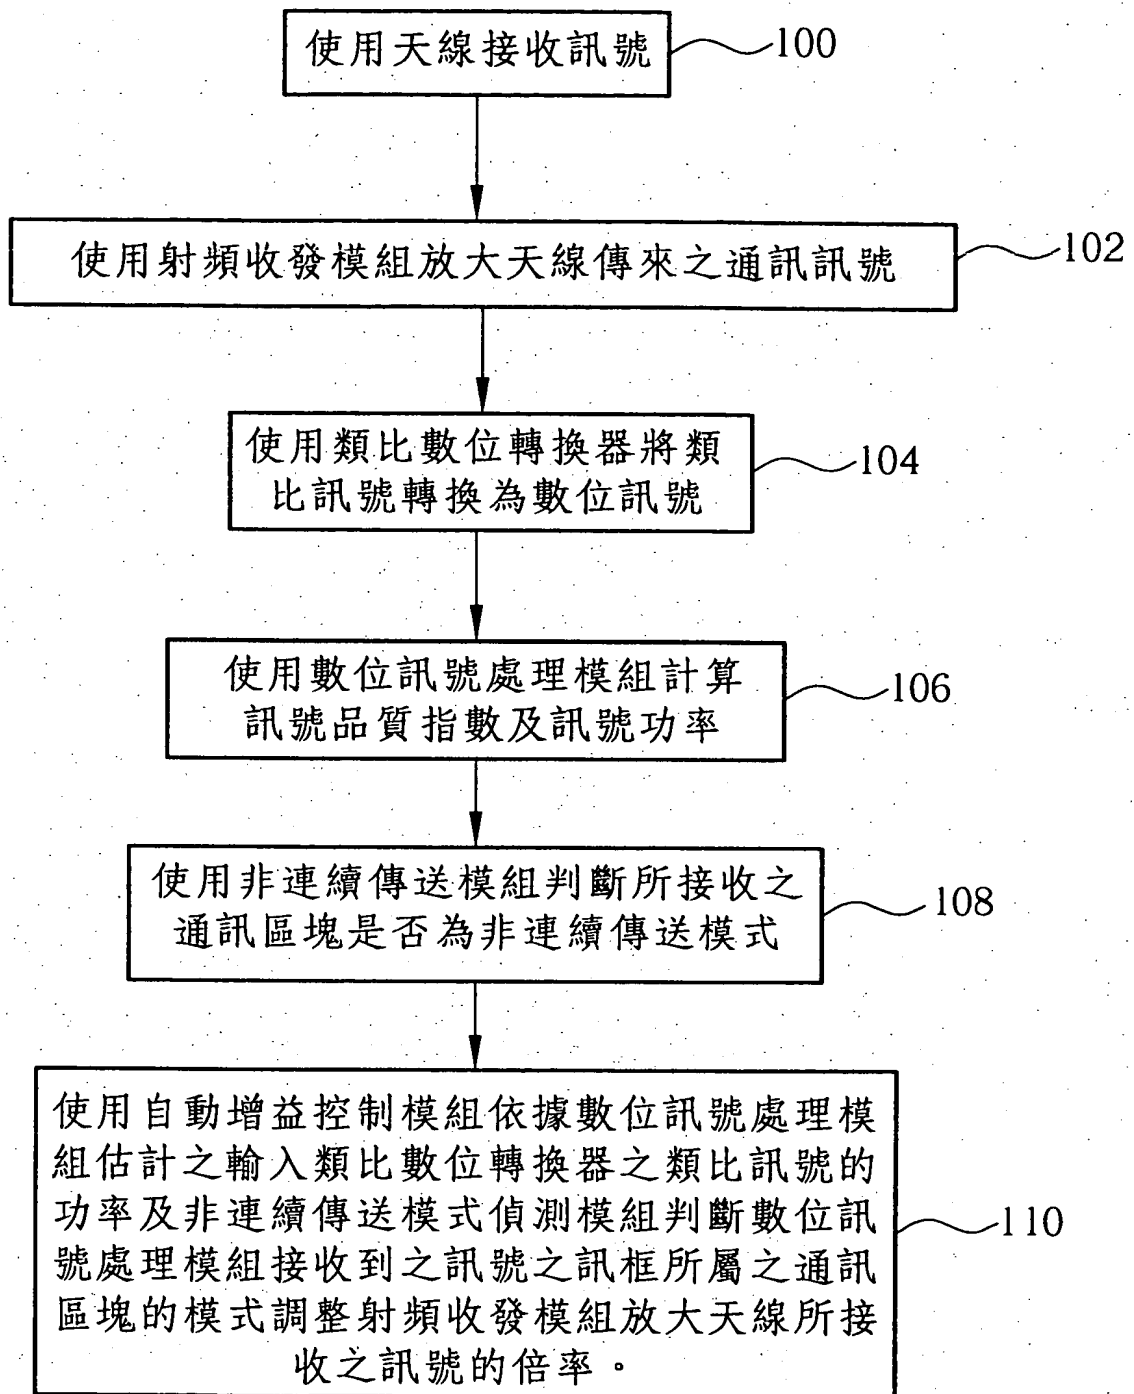 使用天線接收訊號
100
使用射頻收發模組放大天線傳來之通訊訊號
102
使用類比數位轉換器將類
比訊號轉換為數位訊號
104
使用數位訊號處理模組計算
訊號品質指數及訊號功率
106
使用非連續傳送模組判斷所接收之
通訊區塊是否為非連續傳送模式
108
使用自動增益控制模組依據數位訊號處理模
組估計之輸入類比數位轉換器之類比訊號的
功率及非連續傳送模式偵測模組判斷數位訊
號處理模組接收到之訊號之訊框所屬之通訊
區塊的模式調整射頻收發模組放大天線所接
收之訊號的倍率。
110